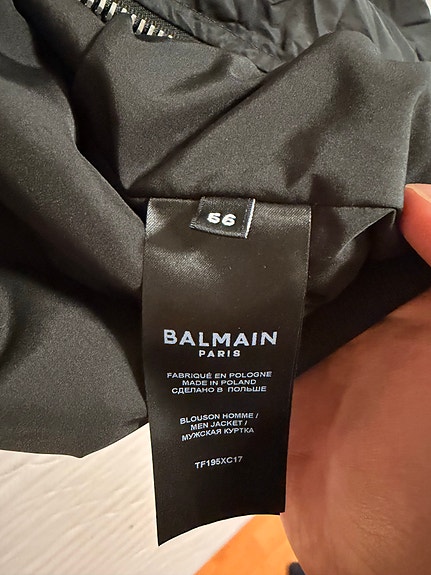 56
BALMAIN
PARIS
FABRIQUÉ EN POLOGNE
MADE IN POLAND
СДЕЛАНО В ПОЛЬШЕ
BLOUSON HOMME /
MEN JACKET /
МУЖСКАЯ КУРТКА
TF195XC17